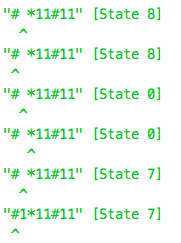 "# *11#11" [State 8]
  ^
"# *11#11" [State 8]
 ^
"# *11#11" [State 0]
  ^
"# *11#11" [State 0]
   ^
"# *11#11" [State 7]
  ^
"#1*11#11" [State 7]
 ^